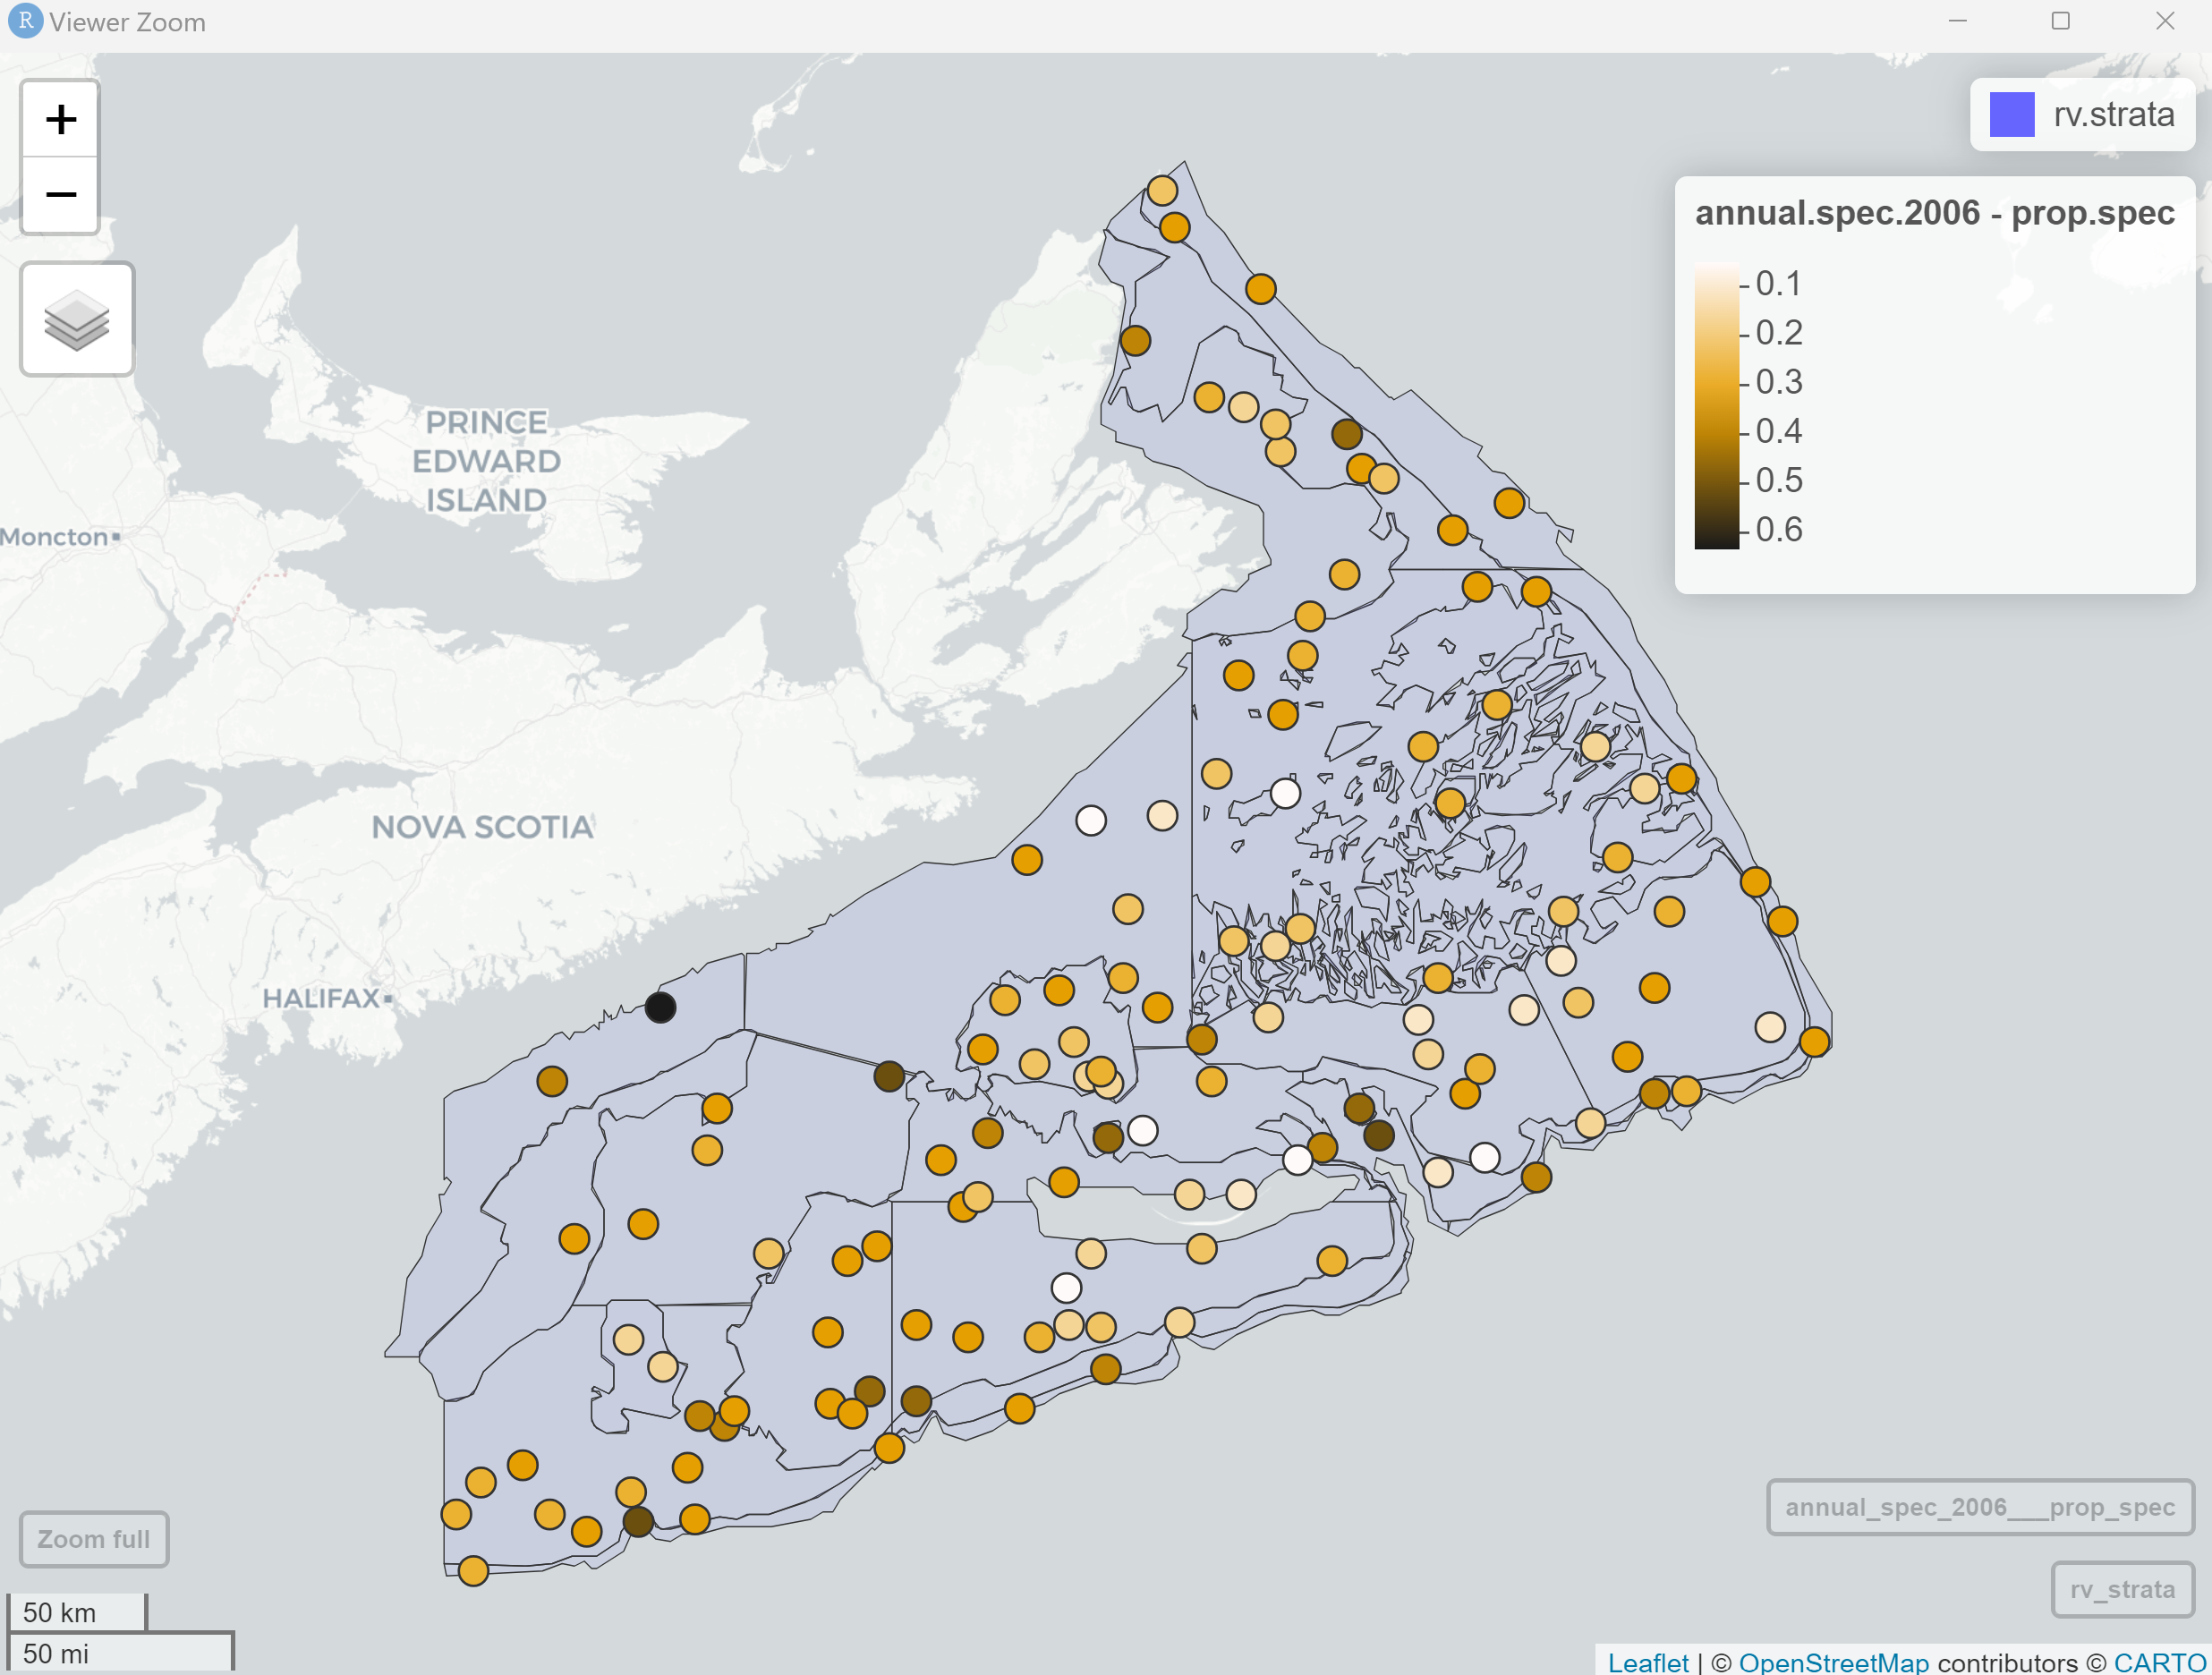 R Viewer Zoom
+
−
rv.strata
annual.spec.2006 - prop.spec
0.1
0.2
0.3
0.4
0.5
0.6
PRINCE
EDWARD
ISLAND
Moncton
NOVA SCOTIA
HALIFAX
annual_spec_2006___prop_spec
Zoom full
rv_strata
50 km
50 mi
Leaflet | © OpenStreetMap contributors © CARTO